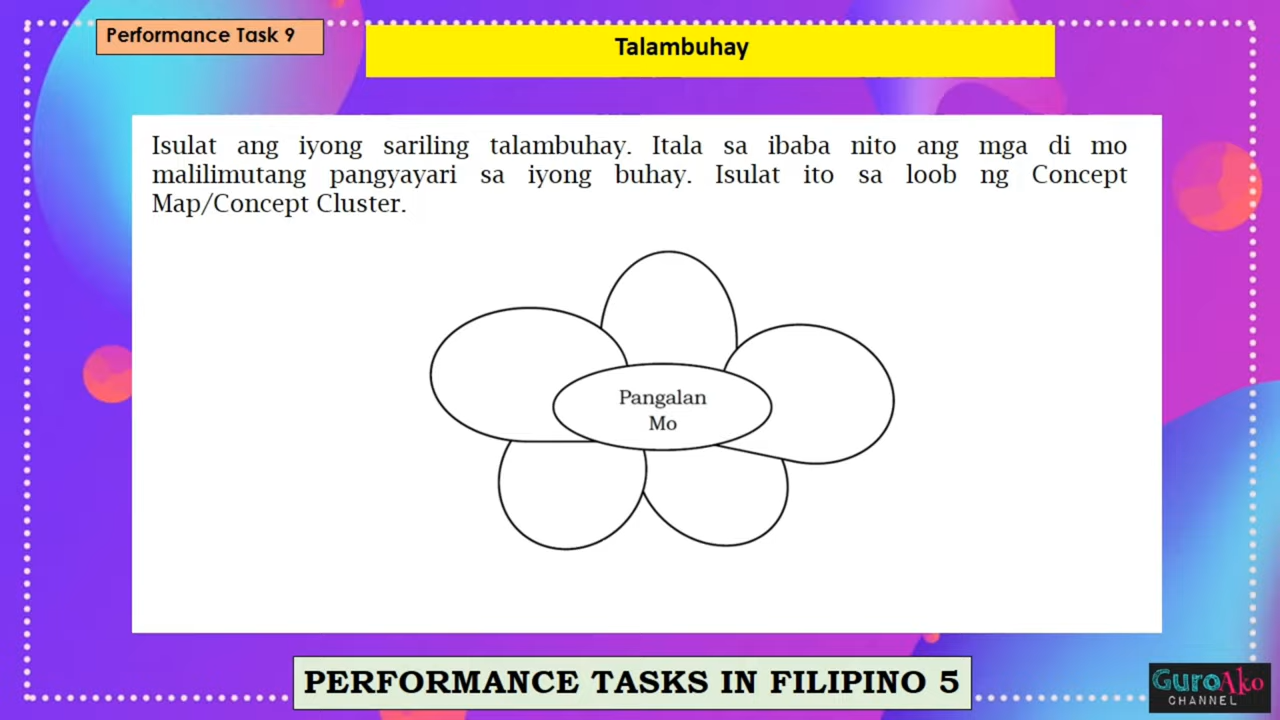 Performance Task 9
Talambuhay
Isulat ang iyong sariling talambuhay. Itala sa ibaba nito ang mga di mo
malilimutang pangyayari sa iyong buhay. Isulat ito sa loob ng Concept
Map/Concept Cluster.
Pangalan
Mo
PERFORMANCE TASKS IN FILIPINO 5
GuroAko
CHANNEL